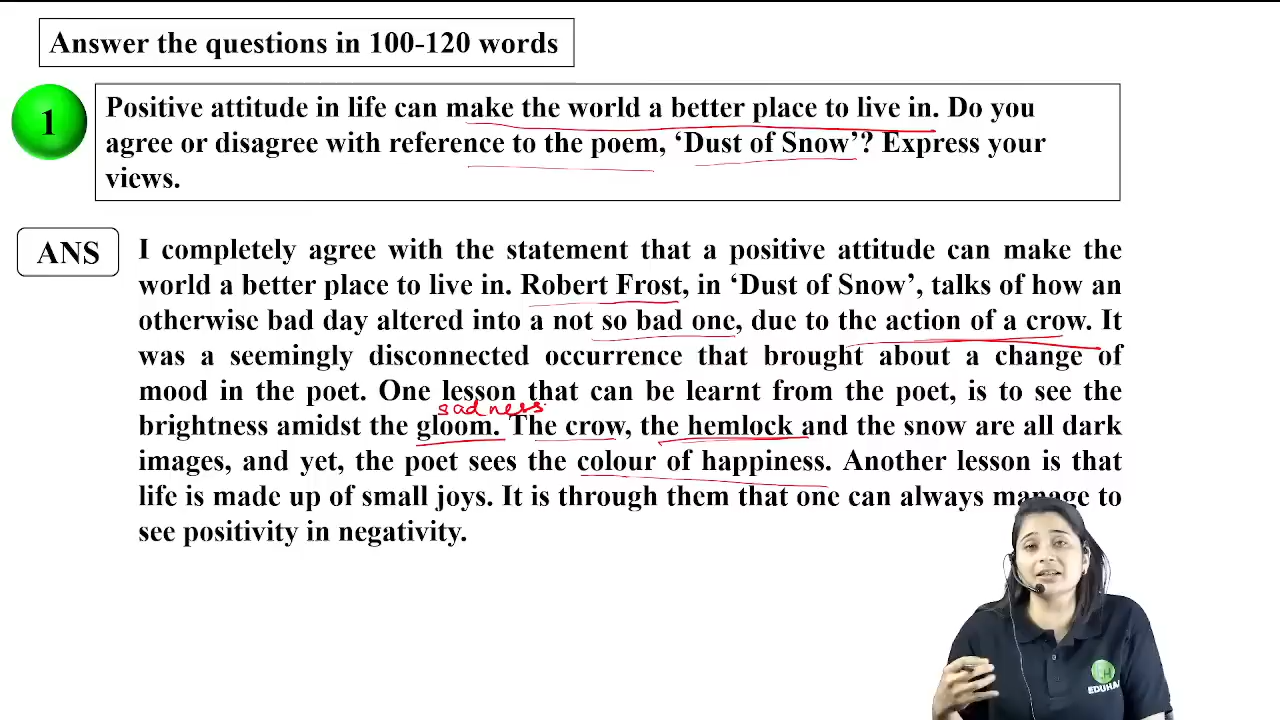 Answer the questions in 100-120 words
1
Positive attitude in life can make the world a better place to live in. Do you
agree or disagree with reference to the poem, ‘Dust of Snow’? Express your
views.
ANS
I completely agree with the statement that a positive attitude can make the
world a better place to live in. Robert Frost, in ‘Dust of Snow’, talks of how an
otherwise bad day altered into a not so bad one, due to the action of a crow. It
was a seemingly disconnected occurrence that brought about a change of
mood in the poet. One lesson that can be learnt from the poet, is to see the
sadness
brightness amidst the gloom. The crow, the hemlock and the snow are all dark
images, and yet, the poet sees the colour of happiness. Another lesson is that
life is made up of small joys. It is through them that one can always manage to
see positivity in negativity.